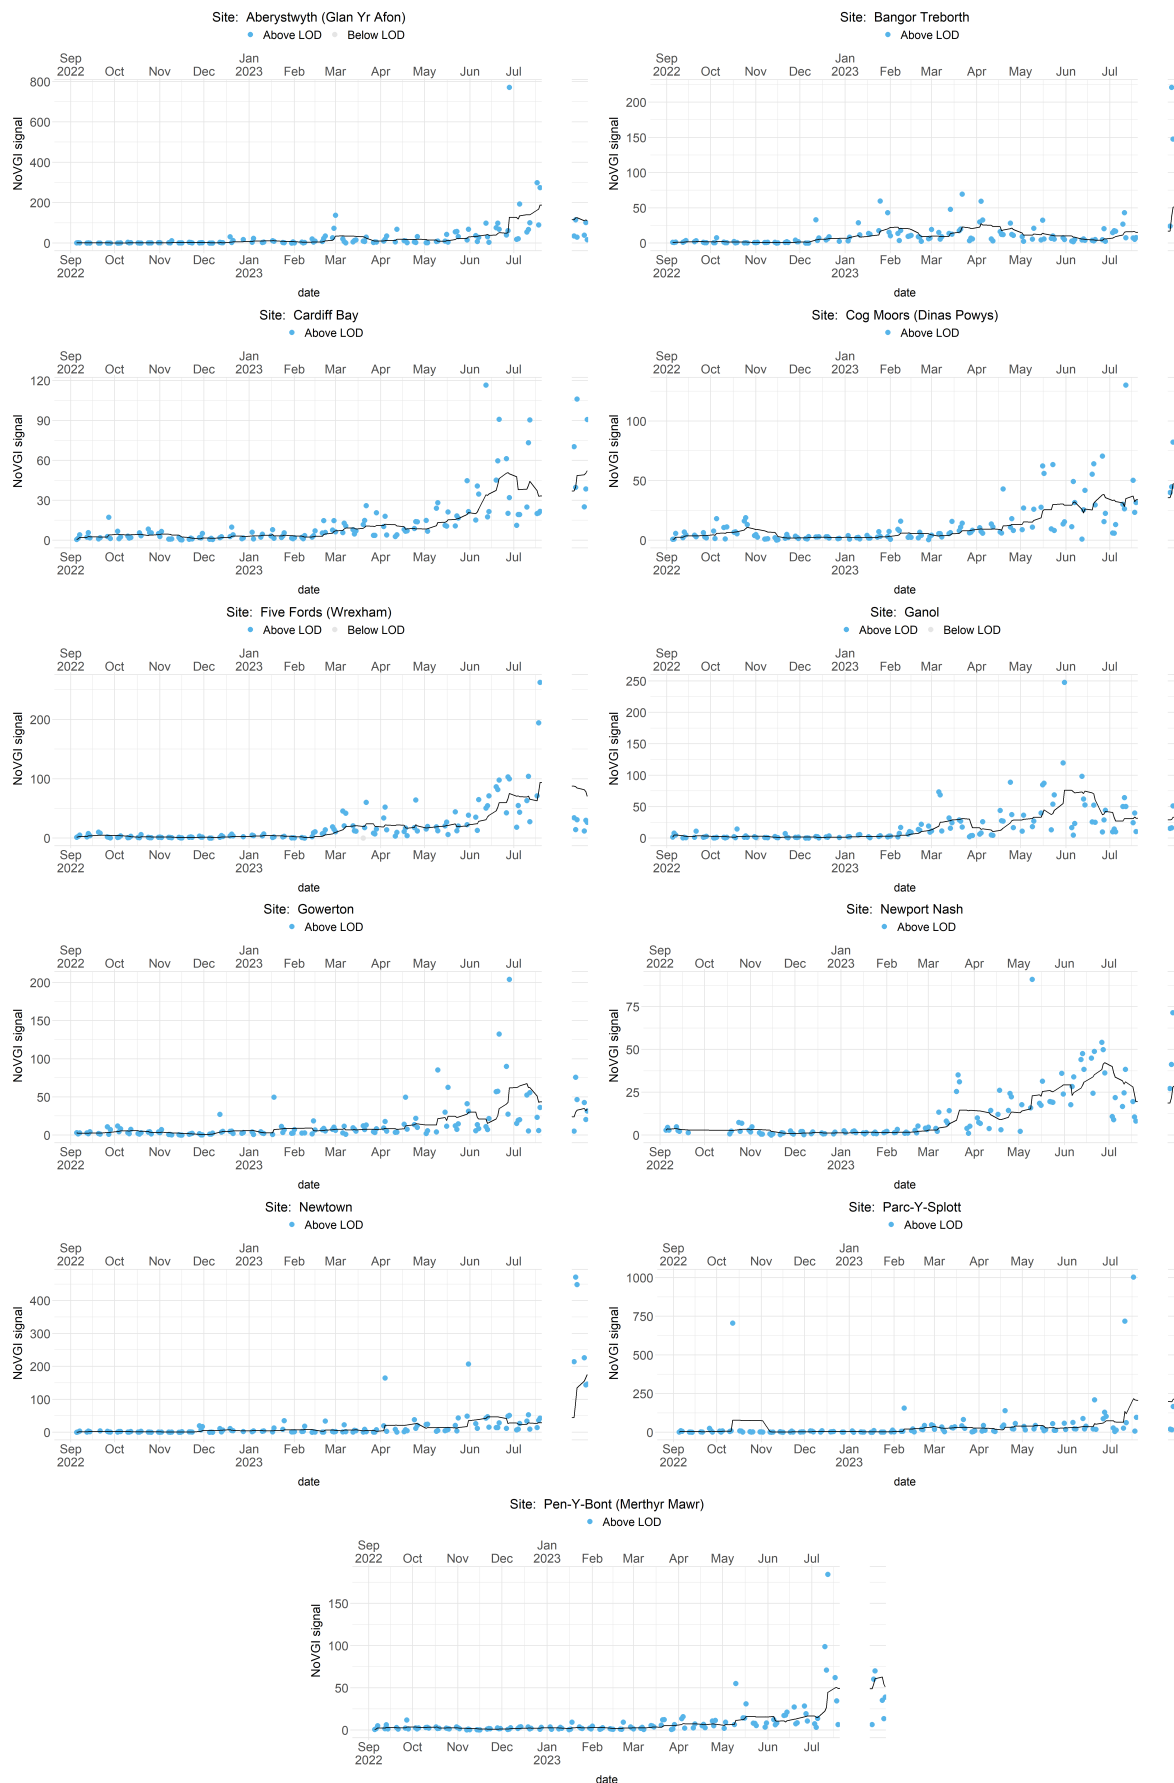 Site: Aberystwyth (Glan Yr Afon)
Above LOD Below LOD
Sep Jan
2022 Oct Nov Dec 2023 Feb Mar Apr May Jun Jul
800
600
400
200
0
NoVGI signal
Sep Oct Nov Dec Jan Feb Mar Apr May Jun Jul
2022 2023
date
Site: Bangor Treborth
Above LOD
Sep Jan
2022 Oct Nov Dec 2023 Feb Mar Apr May Jun Jul
200
150
100
50
0
NoVGI signal
Sep Oct Nov Dec Jan Feb Mar Apr May Jun Jul
2022 2023
date
Site: Cardiff Bay
Above LOD
Sep Jan
2022 Oct Nov Dec 2023 Feb Mar Apr May Jun Jul
120
90
60
30
0
NoVGI signal
Sep Oct Nov Dec Jan Feb Mar Apr May Jun Jul
2022 2023
date
Site: Cog Moors (Dinas Powys)
Above LOD
Sep Jan
2022 Oct Nov Dec 2023 Feb Mar Apr May Jun Jul
100
50
0
NoVGI signal
Sep Oct Nov Dec Jan Feb Mar Apr May Jun Jul
2022 2023
date
Site: Five Fords (Wrexham)
Above LOD Below LOD
Sep Jan
2022 Oct Nov Dec 2023 Feb Mar Apr May Jun Jul
200
100
0
NoVGI signal
Sep Oct Nov Dec Jan Feb Mar Apr May Jun Jul
2022 2023
date
Site: Ganol
Above LOD Below LOD
Sep Jan
2022 Oct Nov Dec 2023 Feb Mar Apr May Jun Jul
250
200
150
100
50
0
NoVGI signal
Sep Oct Nov Dec Jan Feb Mar Apr May Jun Jul
2022 2023
date
Site: Gowerton
Above LOD
Sep Jan
2022 Oct Nov Dec 2023 Feb Mar Apr May Jun Jul
200
150
100
50
0
NoVGI signal
Sep Oct Nov Dec Jan Feb Mar Apr May Jun Jul
2022 2023
date
Site: Newport Nash
Above LOD
Sep Jan
2022 Oct Nov Dec 2023 Feb Mar Apr May Jun Jul
75
50
25
0
NoVGI signal
Sep Oct Nov Dec Jan Feb Mar Apr May Jun Jul
2022 2023
date
Site: Newtown
Above LOD
Sep Jan
2022 Oct Nov Dec 2023 Feb Mar Apr May Jun Jul
400
300
200
100
0
NoVGI signal
Sep Oct Nov Dec Jan Feb Mar Apr May Jun Jul
2022 2023
date
Site: Parc-Y-Splott
Above LOD
Sep Jan
2022 Oct Nov Dec 2023 Feb Mar Apr May Jun Jul
1000
750
500
250
0
NoVGI signal
Sep Oct Nov Dec Jan Feb Mar Apr May Jun Jul
2022 2023
date
Site: Pen-Y-Bont (Merthyr Mawr)
Above LOD
Sep Jan
2022 Oct Nov Dec 2023 Feb Mar Apr May Jun Jul
150
100
50
0
NoVGI signal
Sep Oct Nov Dec Jan Feb Mar Apr May Jun Jul
2022 2023
date